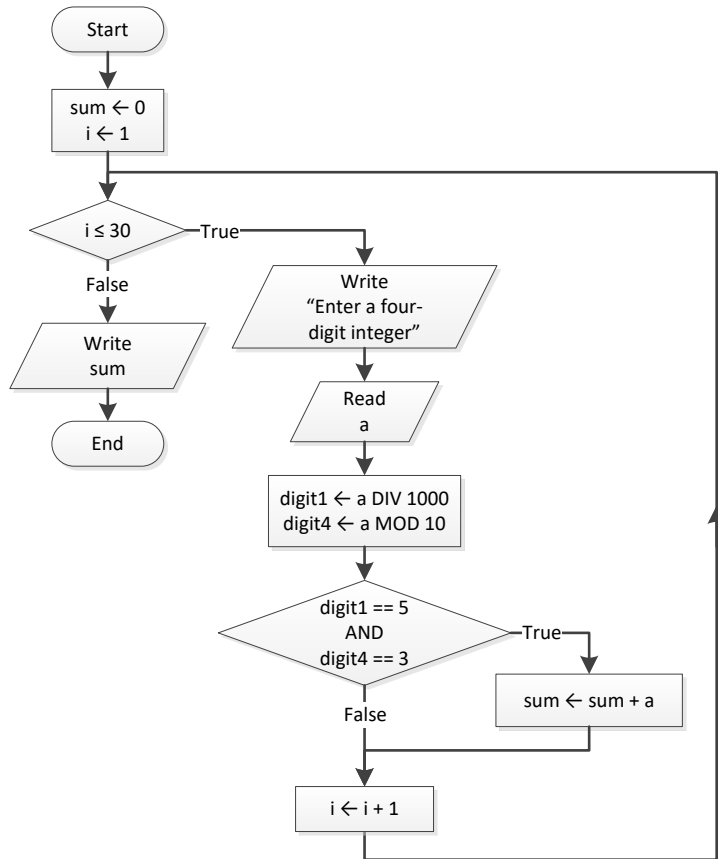 Start
sum ← 0
i ← 1
i ≤ 30
True
False
Write
“Enter a four-
digit integer”
Write
sum
Read
a
End
digit1 ← a DIV 1000
digit4 ← a MOD 10
digit1 == 5
AND
digit4 == 3
True
False
sum ← sum + a
i ← i + 1